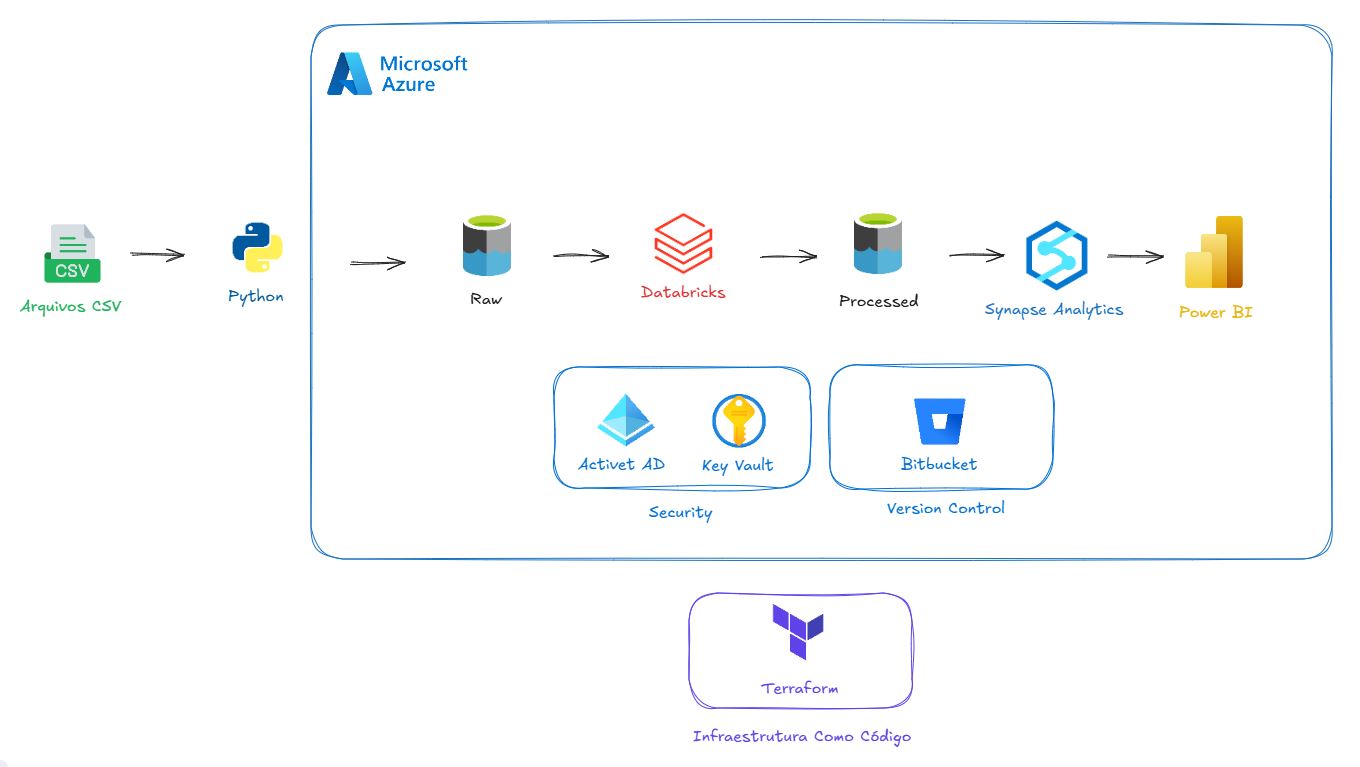 Microsoft
Azure
CSV
Arquivos CSV
Python
Raw
Databricks
Processed
Synapse Analytics
Power BI
Activet AD
Key Vault
Bitbucket
Security
Version Control
Terraform
Infraestrutura Como Código